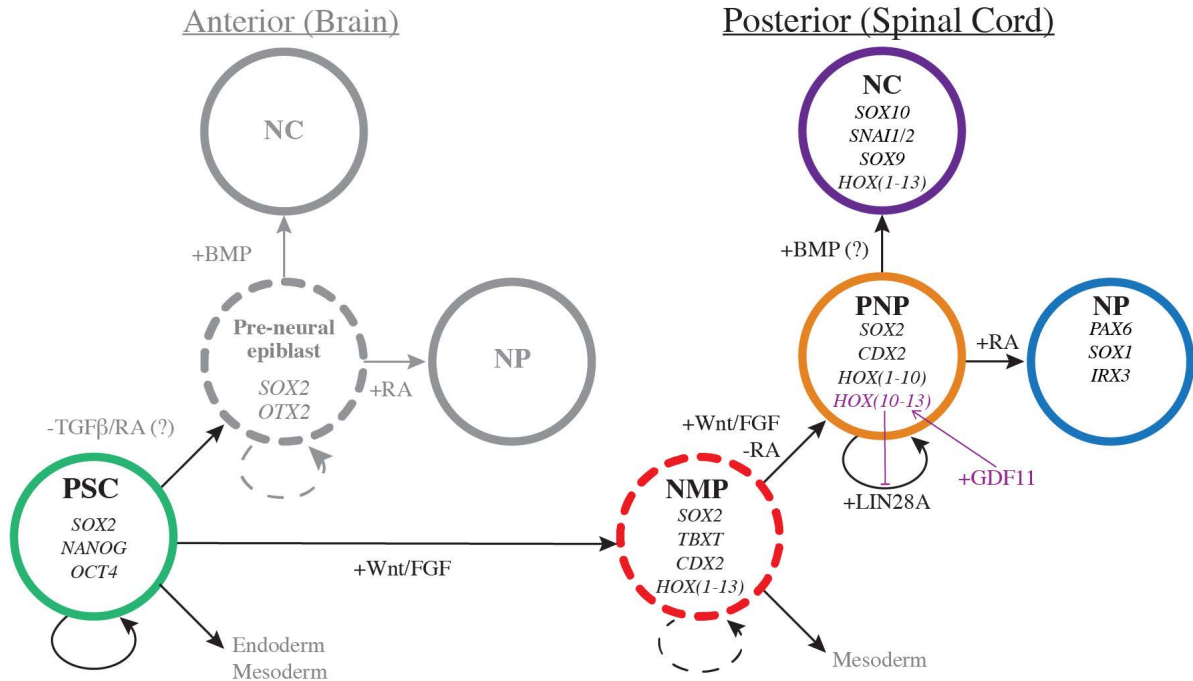 Anterior (Brain)
Posterior (Spinal Cord)
NC
NC
SOX10
SNAI1/2
SOX9
HOX(1-13)
+BMP
+BMP (?)
Pre-neural
epiblast
SOX2
OTX2
+RA
NP
PNP
SOX2
CDX2
HOX(1-10)
HOX(10-13)
+RA
NP
PAX6
SOX1
IRX3
-TGFβ/RA (?)
+Wnt/FGF
-RA
+LIN28A
+GDF11
PSC
SOX2
NANOG
OCT4
+Wnt/FGF
NMP
SOX2
TBXT
CDX2
HOX(1-13)
Endoderm
Mesoderm
Mesoderm